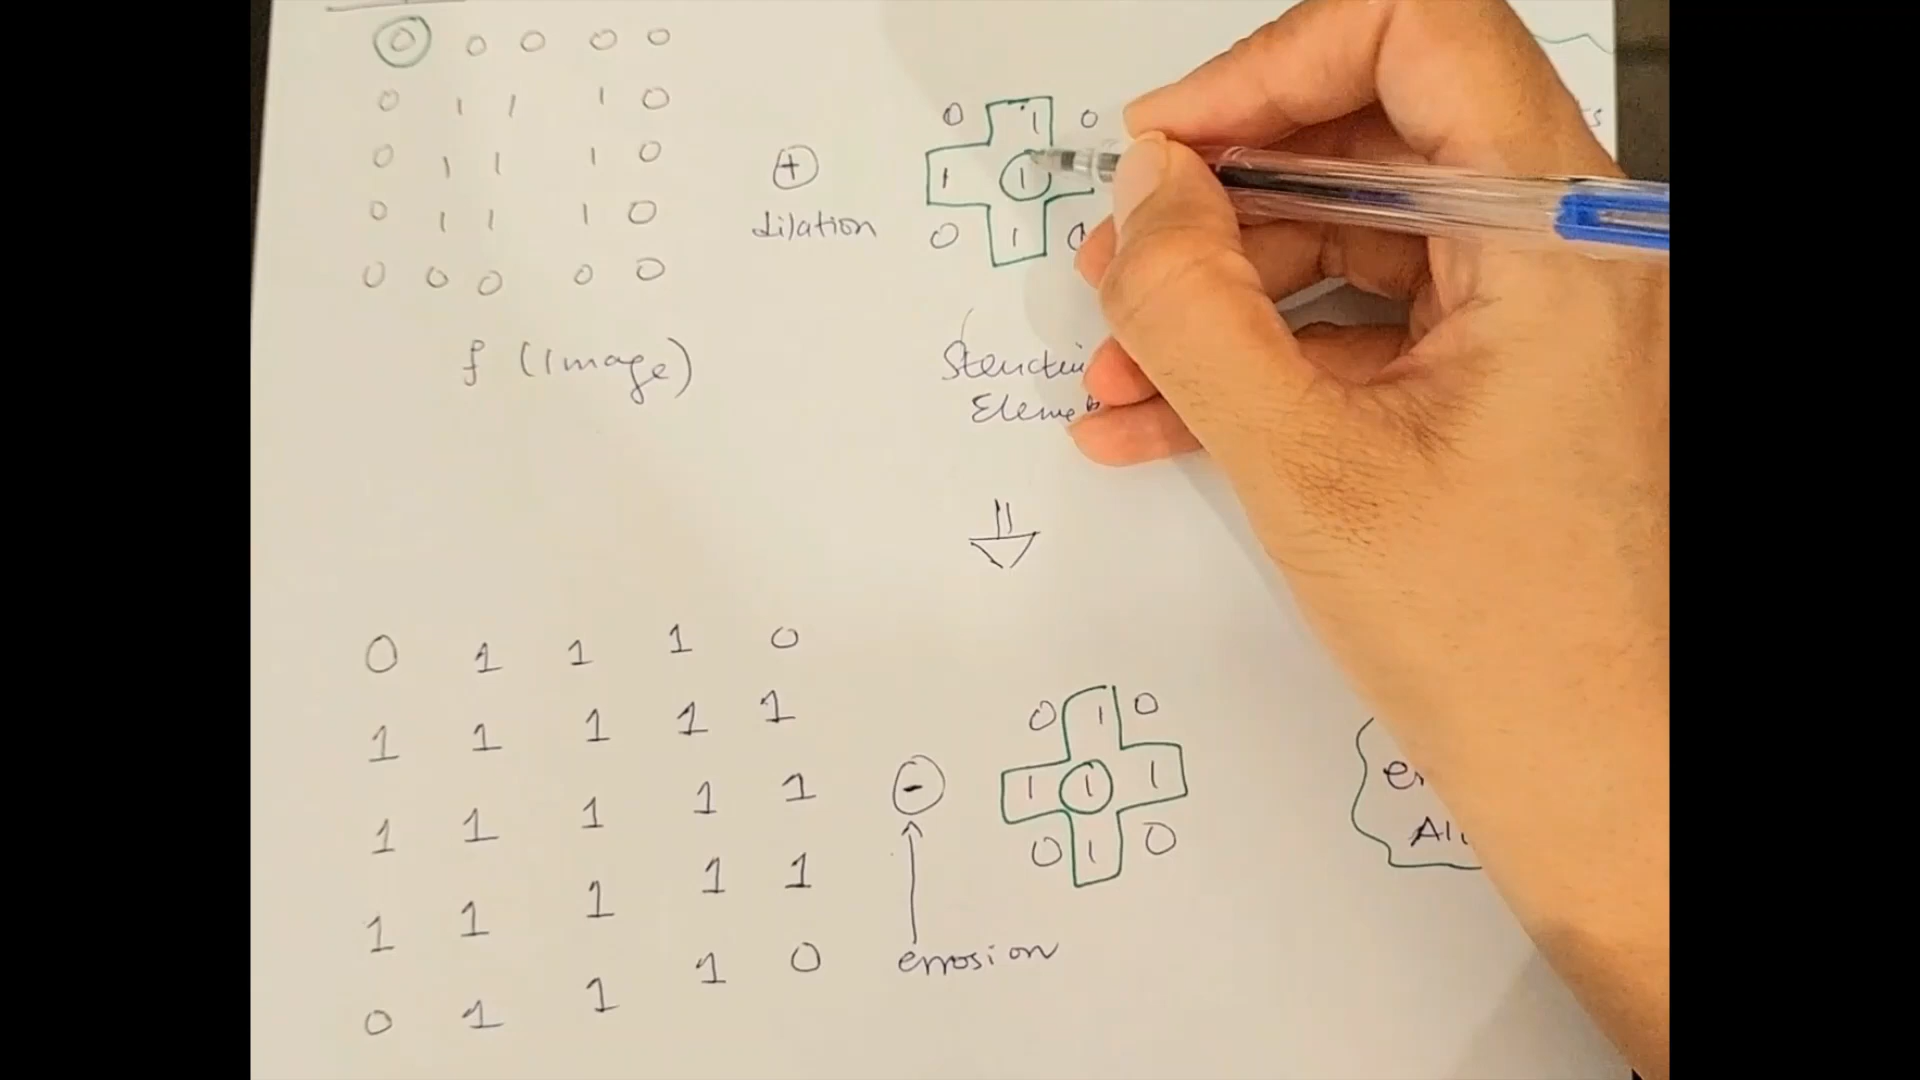 0 0 0 0 0
0 1 1 1 0
0 1 1 1 0
0 1 1 1 0
0 0 0 0 0
f (Image)
+
dilation
0 1 0
1 1
0 1
0 1 1 1 0
1 1 1 1 1
1 1 1 1 1
1 1 1 1 1
0 1 1 1 0
-
errosion
0 1 0
1 1 1
0 1 0